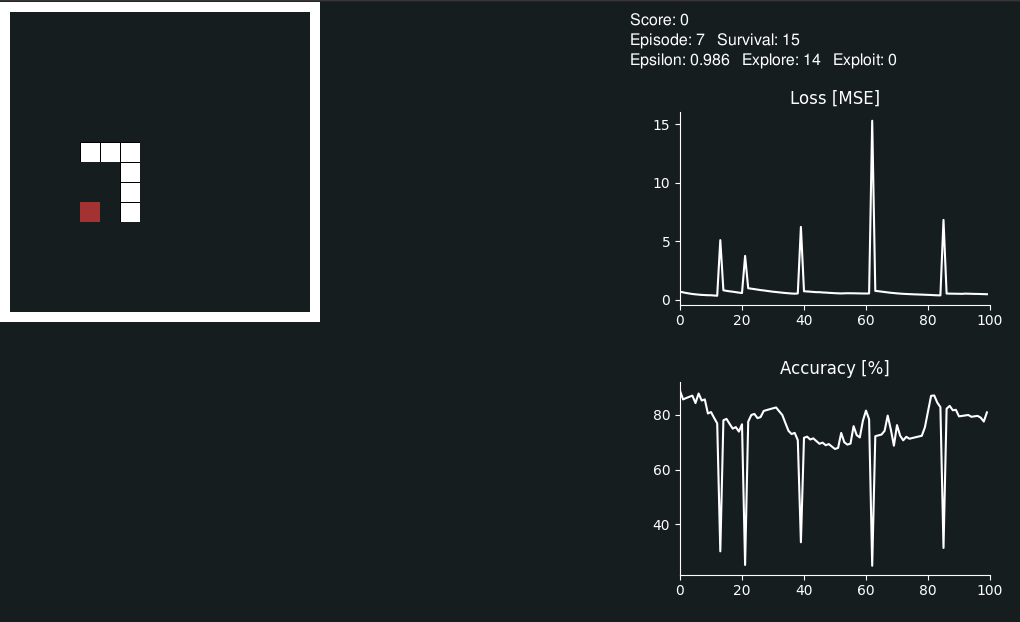 Score: 0
Episode: 7 Survival: 15
Epsilon: 0.986 Explore: 14 Exploit: 0
Loss [MSE]
15
10
5
0
0 20 40 60 80 100
Accuracy [%]
80
60
40
0 20 40 60 80 100